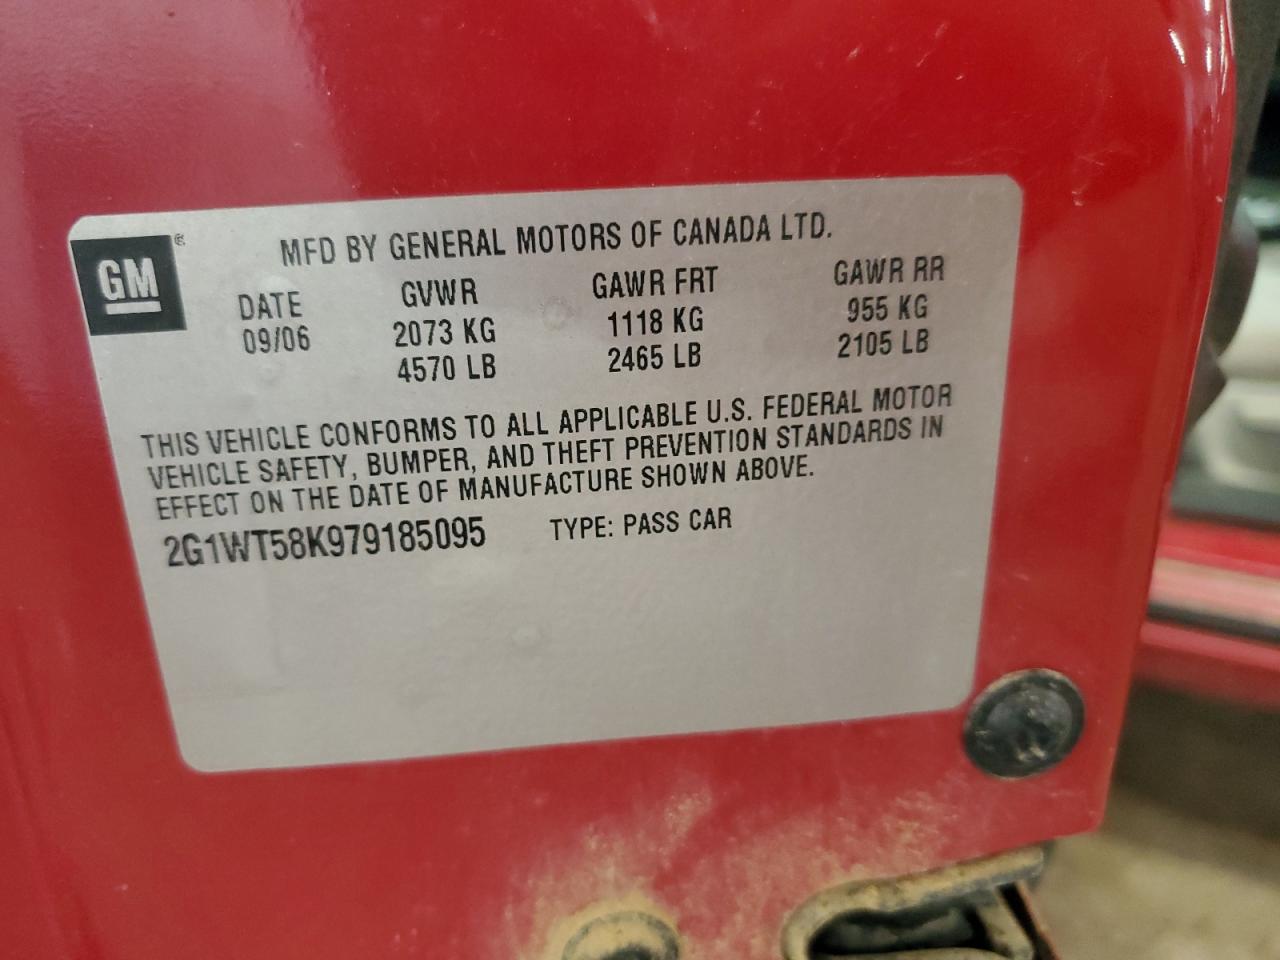 GM ®
MFD BY GENERAL MOTORS OF CANADA LTD.
DATE GVWR GAWR FRT GAWR RR
09/06 2073 KG 1118 KG 955 KG
4570 LB 2465 LB 2105 LB
THIS VEHICLE CONFORMS TO ALL APPLICABLE U.S. FEDERAL MOTOR
VEHICLE SAFETY, BUMPER, AND THEFT PREVENTION STANDARDS IN
EFFECT ON THE DATE OF MANUFACTURE SHOWN ABOVE.
2G1WT58K979185095 TYPE: PASS CAR